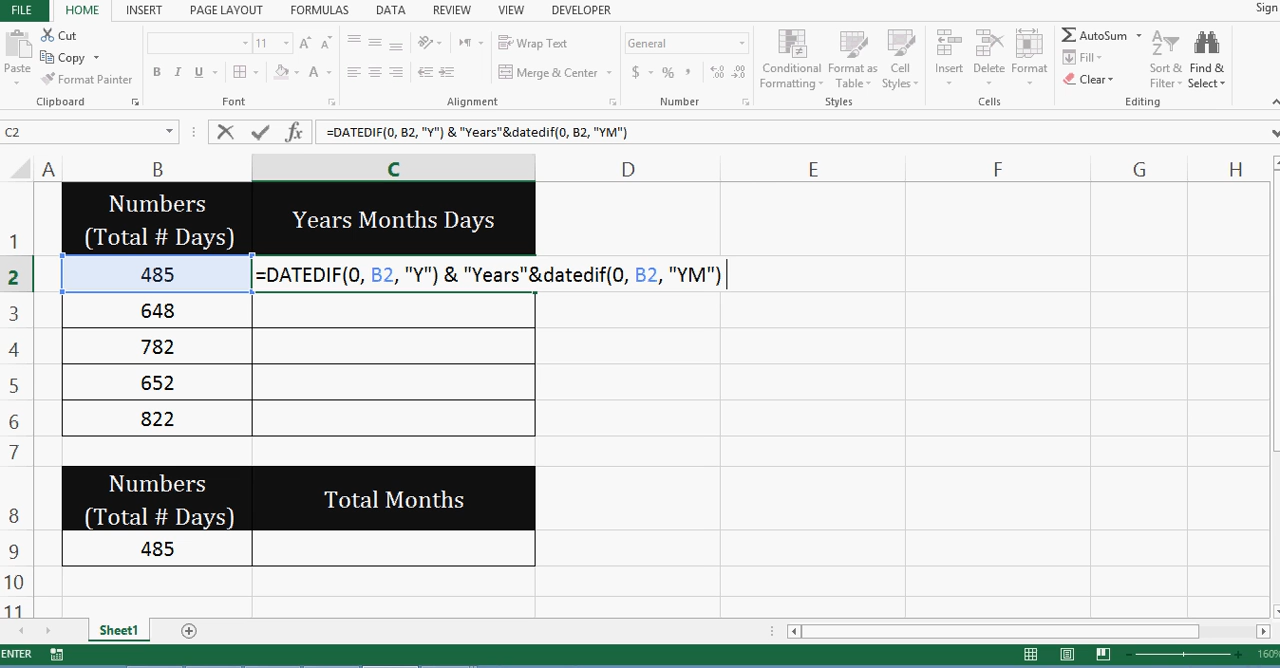 FILE HOME INSERT PAGE LAYOUT FORMULAS DATA REVIEW VIEW DEVELOPER Sign
Cut
Copy
Format Painter
Paste
11
Wrap Text
Merge & Center
General
$ % ,
Conditional Formatting
Format as Table
Cell Styles
Insert Delete Format
AutoSum
Fill
Clear
Sort & Filter
Find & Select
Clipboard Font Alignment Number Styles Cells Editing
C2 fx =DATEDIF(0, B2, "Y") & "Years"&datedif(0, B2, "YM")
A B C D E F G H
1 Numbers
(Total # Days) Years Months Days
2 485 =DATEDIF(0, B2, "Y") & "Years"&datedif(0, B2, "YM")
3 648
4 782
5 652
6 822
7
8 Numbers
(Total # Days) Total Months
9 485
10
11
Sheet1
ENTER 160%